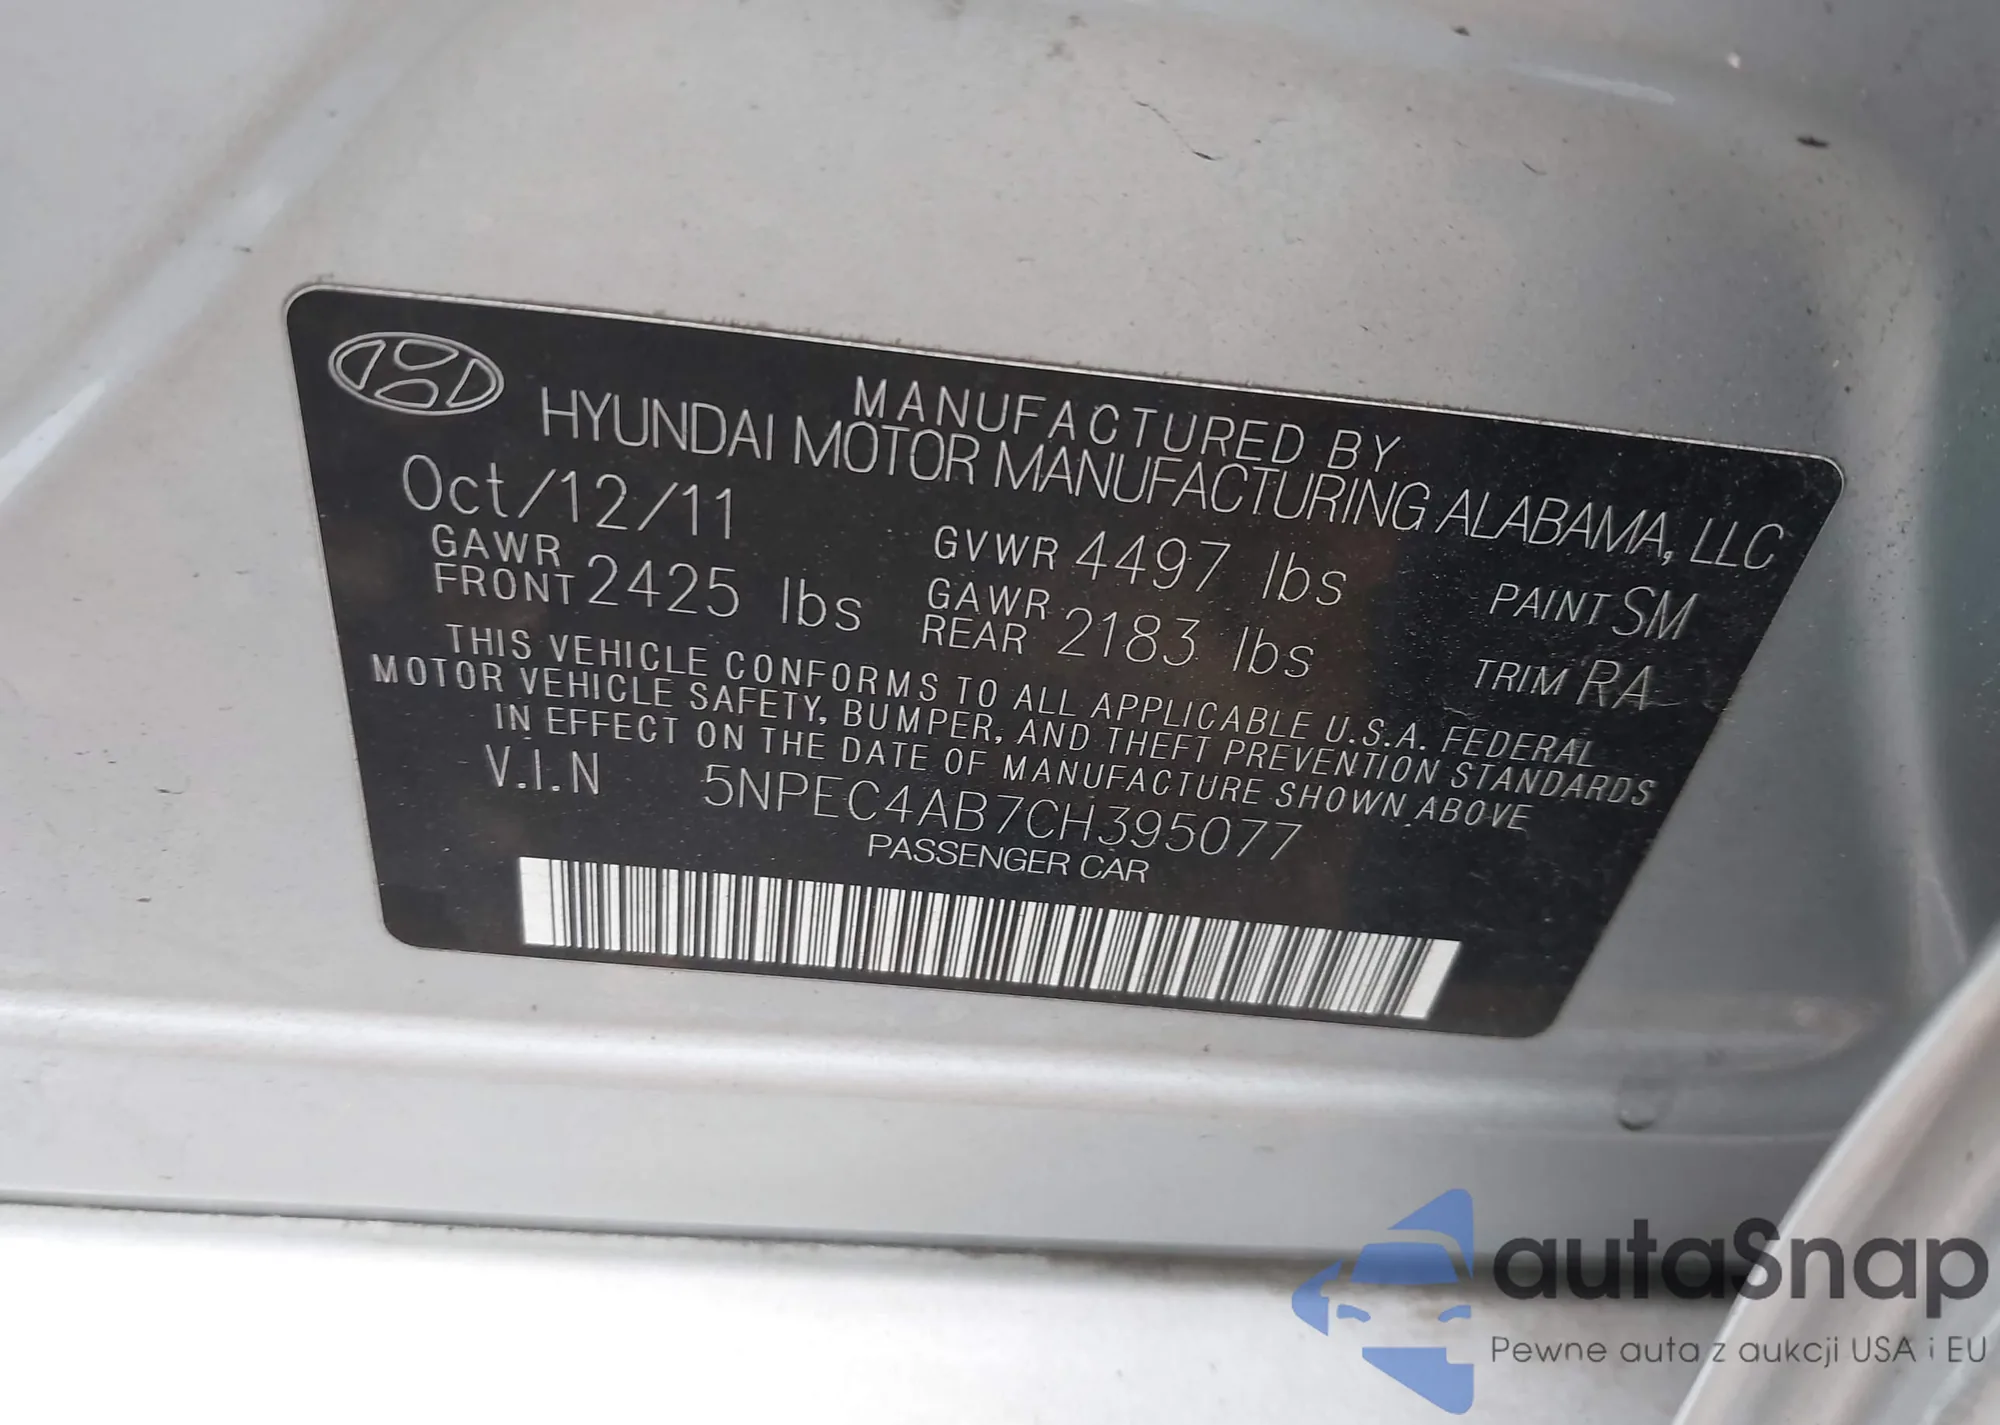 MANUFACTURED BY
HYUNDAI MOTOR MANUFACTURING ALABAMA, LLC
Oct/12/11 GVWR 4497 lbs PAINT SM
GAWR FRONT 2425 lbs GAWR REAR 2183 lbs TRIM RA
THIS VEHICLE CONFORMS TO ALL APPLICABLE U.S.A. FEDERAL
MOTOR VEHICLE SAFETY, BUMPER, AND THEFT PREVENTION STANDARDS
IN EFFECT ON THE DATE OF MANUFACTURE SHOWN ABOVE
V.I.N 5NPEC4AB7CH395077
PASSENGER CAR
autaSnap
Pewne auta z aukcji USA i EU